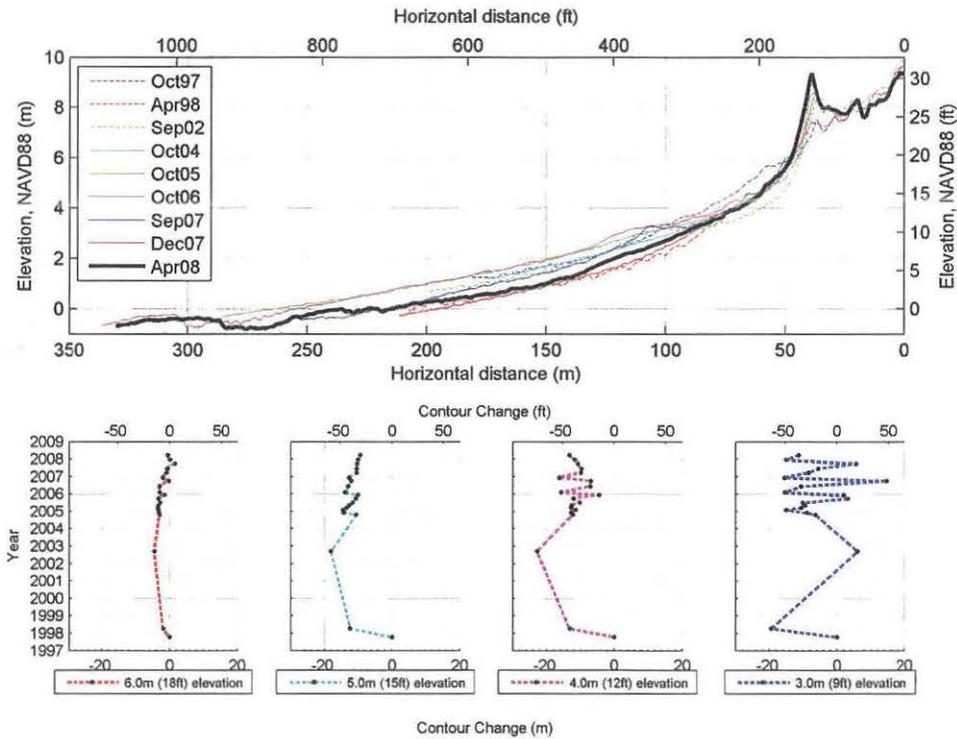 Horizontal distance (ft)
1000 800 600 400 200 0
10
8
6
4
2
0
Elevation, NAVD88 (m)
Oct97
Apr98
Sep02
Oct04
Oct05
Oct06
Sep07
Dec07
Apr08
30
25
20
15
10
5
0
Elevation, NAVD88 (ft)
350 300 250 200 150 100 50 0
Horizontal distance (m)
Contour Change (ft)
-50 0 50 -50 0 50 -50 0 50 -50 0 50
2009
2008
2006
2005
2003
2002
2001
2000
1999
1998
1997
Year
-20 0 20 -20 0 20 -20 0 20 -20 0 20
6.0m (18ft) elevation 5.0m (15ft) elevation 4.0m (12ft) elevation 3.0m (9ft) elevation
Contour Change (m)